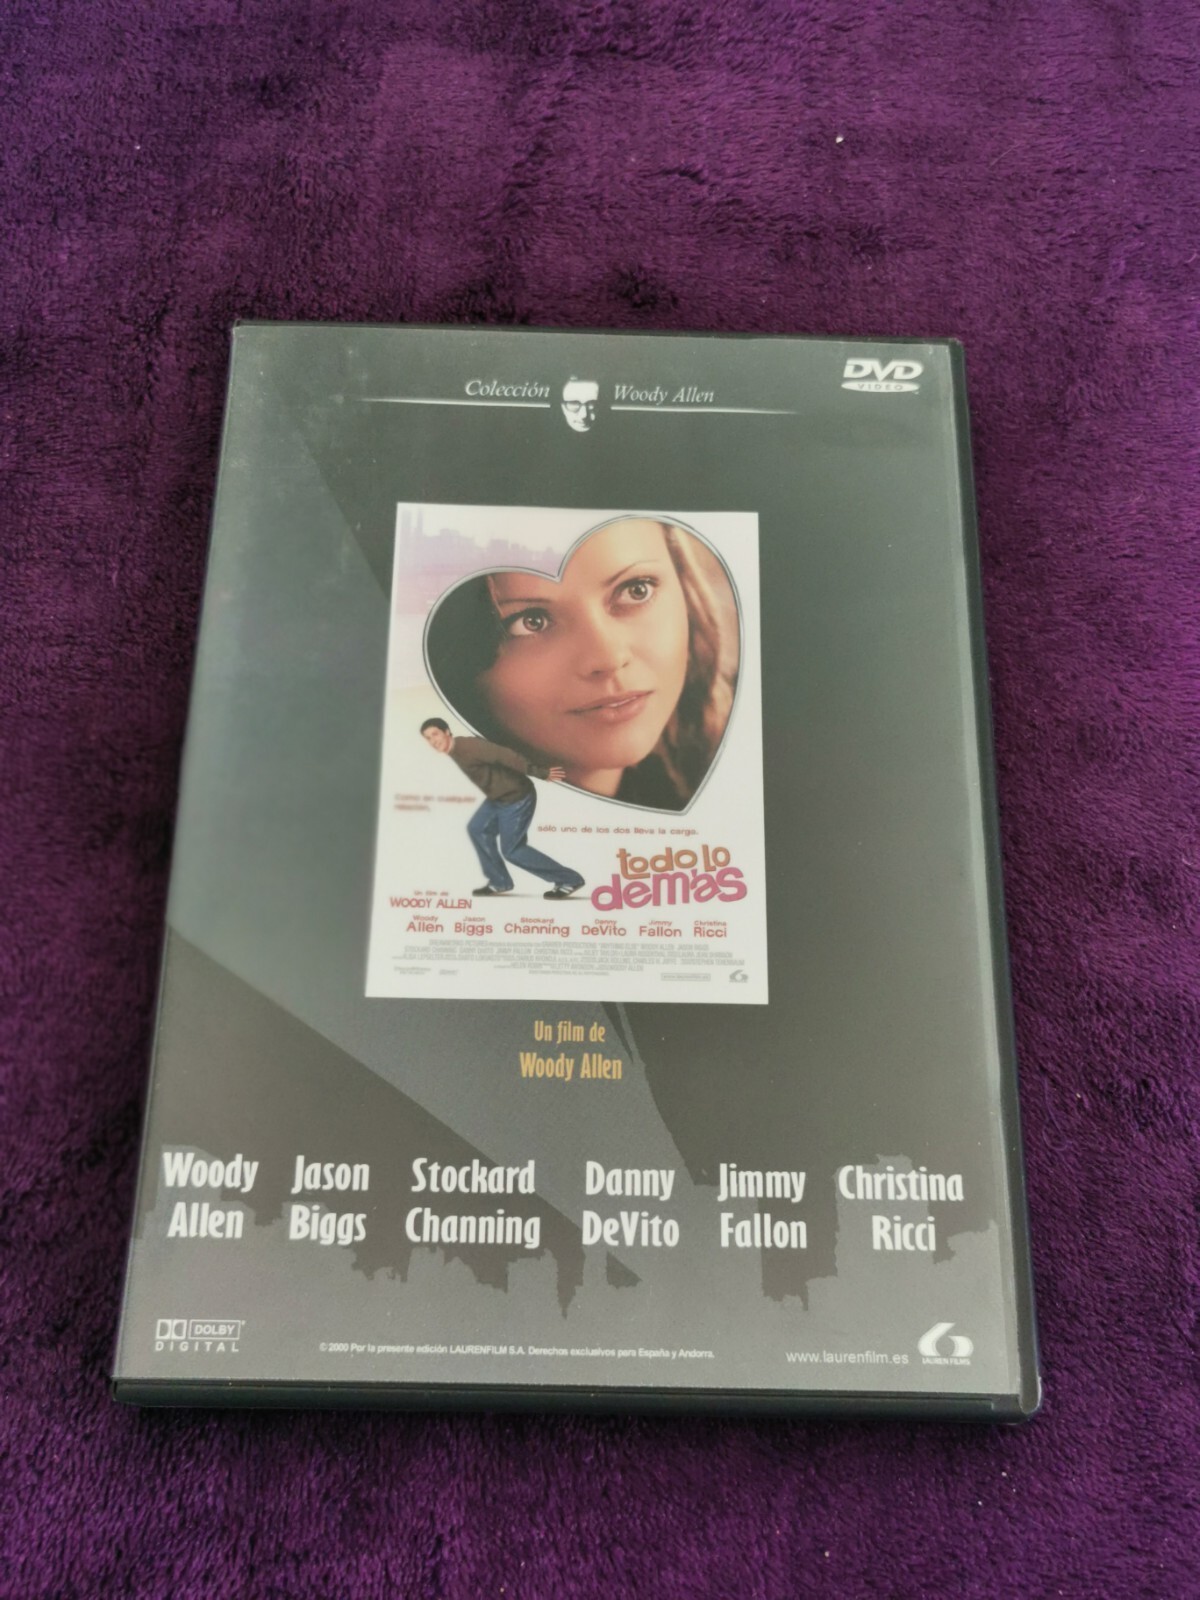 Colección Woody Allen
DVD
VIDEO
Como en cualquier
relación,
sólo uno de los dos lleva la carga.
todo lo
demás
Un film de
WOODY ALLEN
Woody Allen Jason Biggs Stockard Channing Danny DeVito Jimmy Fallon Christina Ricci
Un film de
Woody Allen
Woody Jason Stockard Danny Jimmy Christina
Allen Biggs Channing DeVito Fallon Ricci
DOLBY
DIGITAL
© 2000 Por la presente edición LAURENFILM S.A. Derechos exclusivos para España y Andorra.
www.laurenfilm.es
LAUREN FILMS